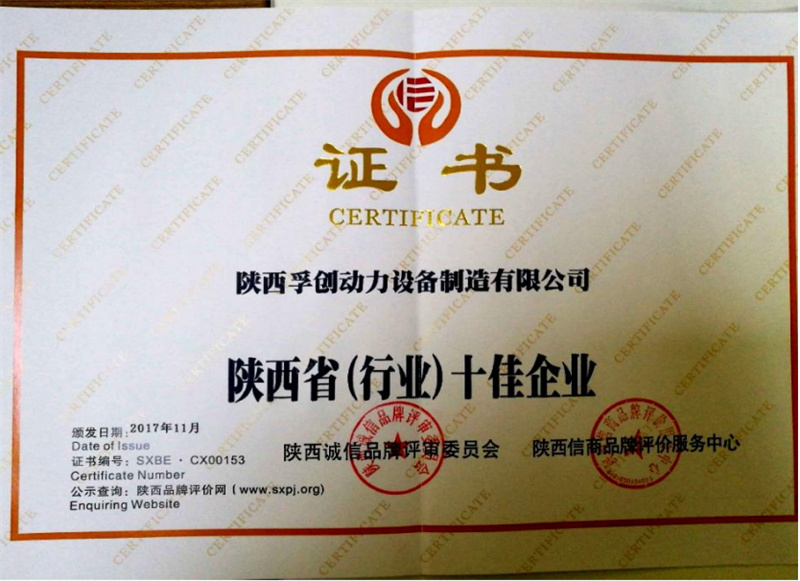 信
证书
CERTIFICATE
陕西孚创动力设备制造有限公司
陕西省(行业)十佳企业
颁发日期:2017年11月
Date of Issue
证书编号:SXBE · CX00153
Certificate Number
公示查询:陕西品牌评价网(www.sxpj.org)
Enquiring Website
陕西诚信品牌评审委员会
陕西信商品牌评价服务中心